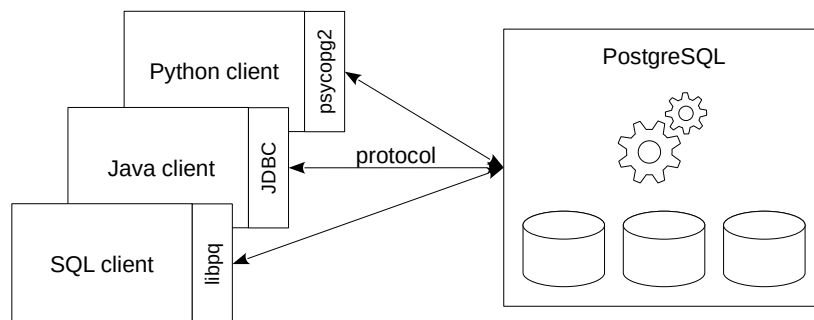 Python client
psycopg2
PostgreSQL
Java client
JDBC
protocol
SQL client
libpq